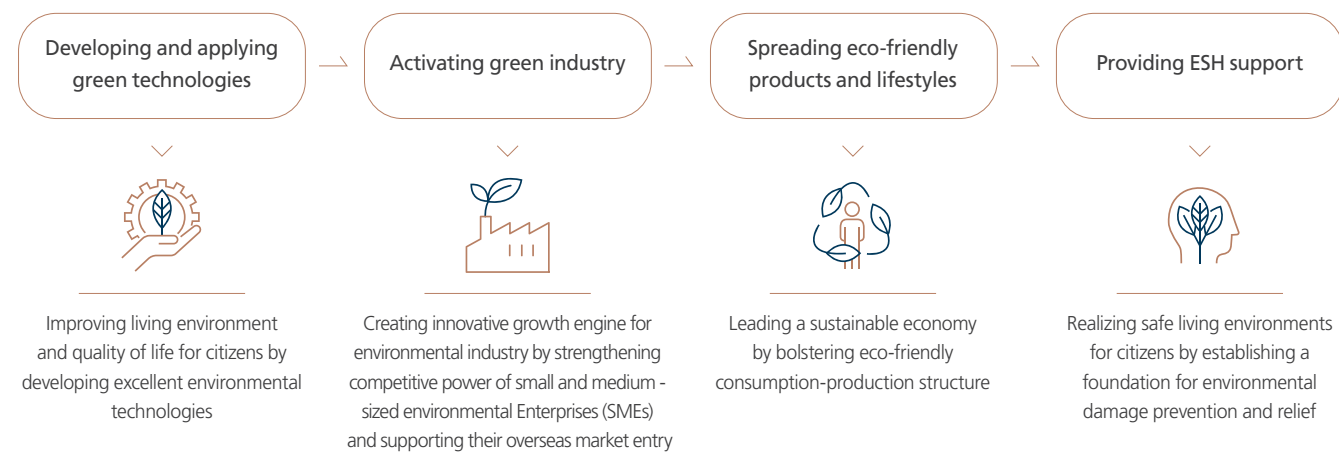 Developing and applying
green technologies
Activating green industry
Spreading eco-friendly
products and lifestyles
Providing ESH support
Improving living environment
and quality of life for citizens by
developing excellent environmental
technologies
Creating innovative growth engine for
environmental industry by strengthening
competitive power of small and medium -
sized environmental Enterprises (SMEs)
and supporting their overseas market entry
Leading a sustainable economy
by bolstering eco-friendly
consumption-production structure
Realizing safe living environments
for citizens by establishing a
foundation for environmental
damage prevention and relief